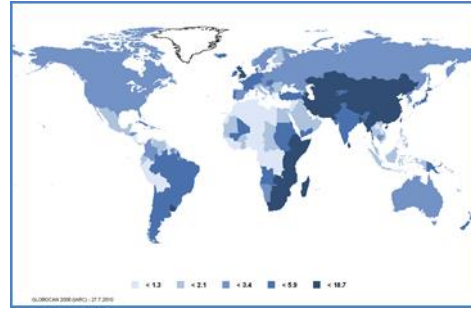 < 1.3 < 2.1 < 3.4 < 5.9 < 18.7
GLOBOCAN 2008 (IARC) - 27.7.2010